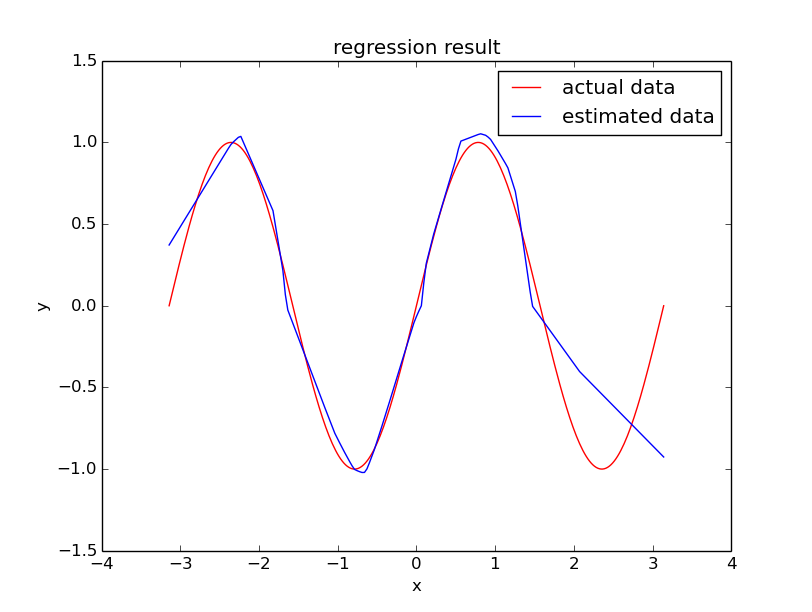 regression result
actual data
estimated data
1.5
1.0
0.5
0.0
−0.5
−1.0
−1.5
y
−4 −3 −2 −1 0 1 2 3 4
x